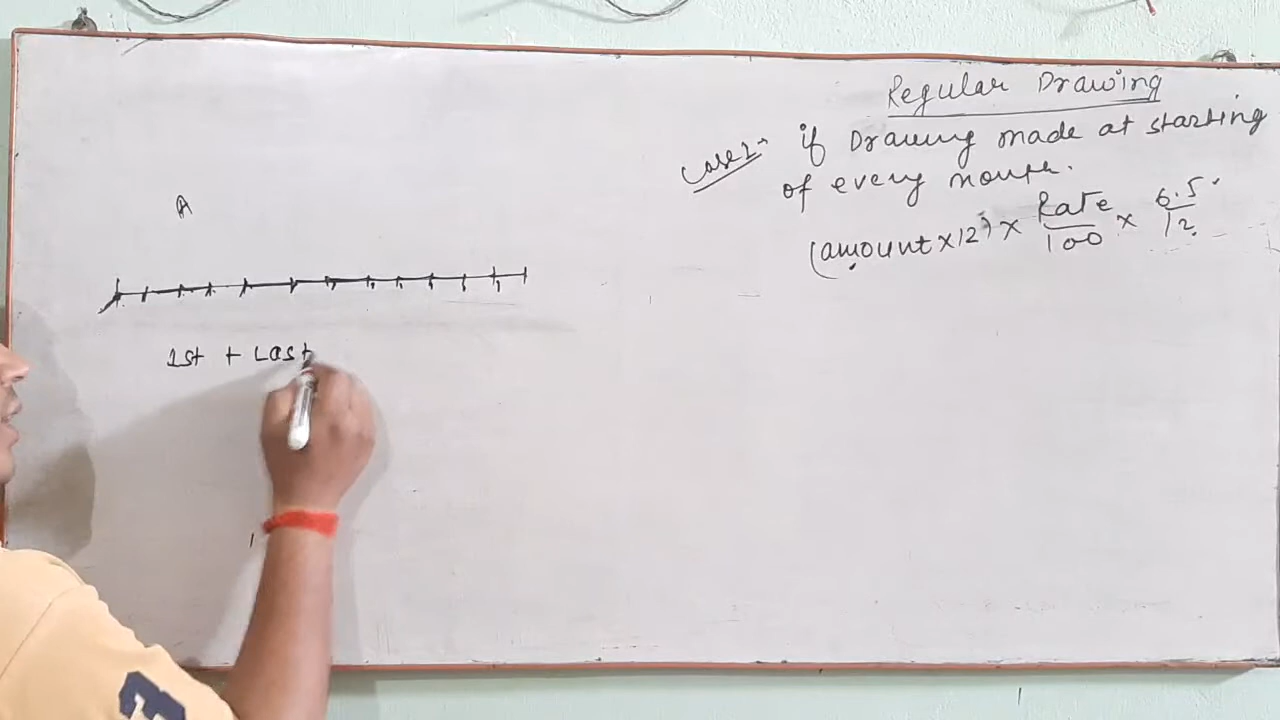 Regular Drawing
Case 1 :- if Drawing made at starting
of every month.
(amount x 12) x Rate/100 x 6.5/12
A
1st + Last